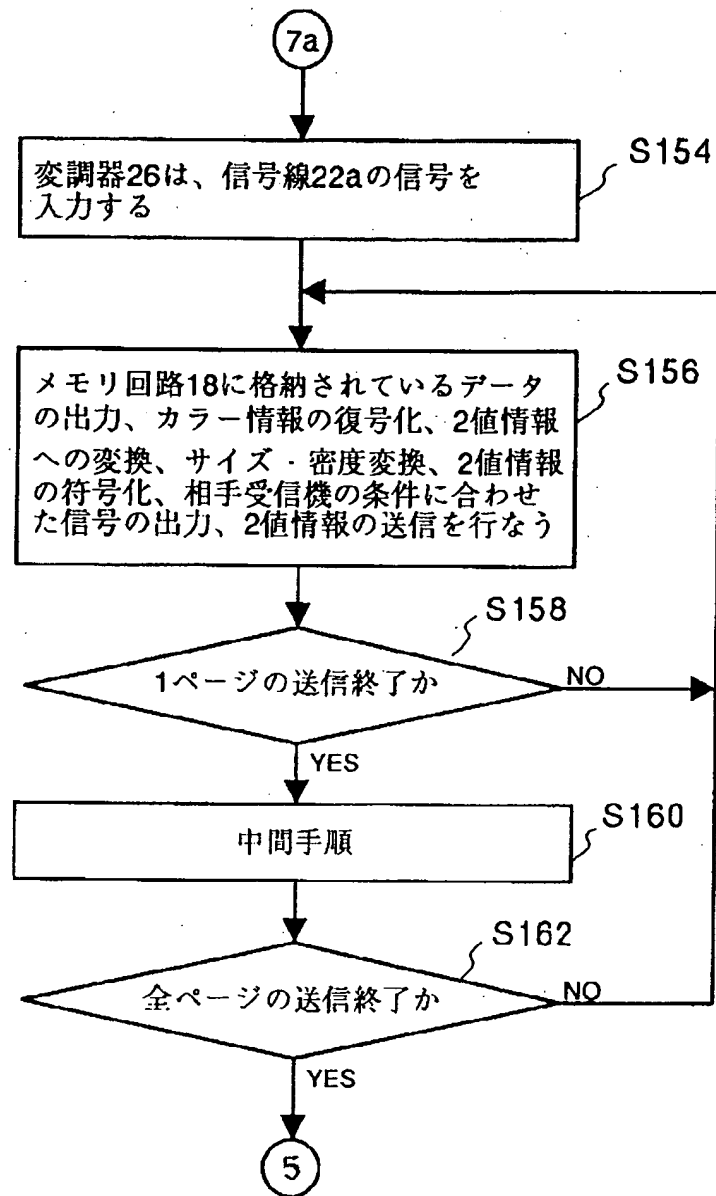 7a
S154
変調器26は、信号線22aの信号を
入力する
S156
メモリ回路18に格納されているデータ
の出力、カラー情報の復号化、2値情報
への変換、サイズ・密度変換、2値情報
の符号化、相手受信機の条件に合わせ
た信号の出力、2値情報の送信を行なう
S158
1ページの送信終了か
NO
YES
S160
中間手順
S162
全ページの送信終了か
NO
YES
5